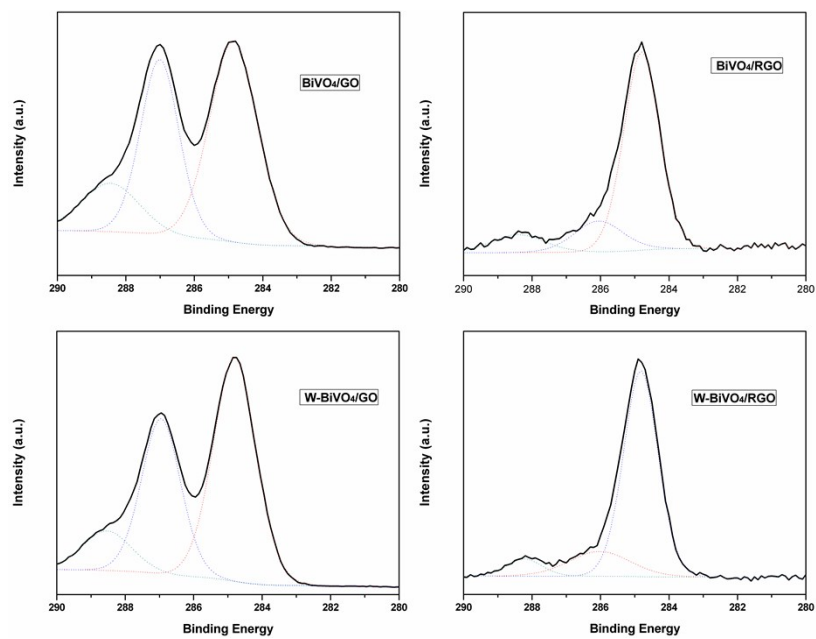 BiVO4/GO
Intensity (a.u.)
290 288 286 284 282 280
Binding Energy
BiVO4/RGO
Intensity (a.u.)
290 288 286 284 282 280
Binding Energy
W-BiVO4/GO
Intensity (a.u.)
290 288 286 284 282 280
Binding Energy
W-BiVO4/RGO
Intensity (a.u.)
290 288 286 284 282 280
Binding Energy